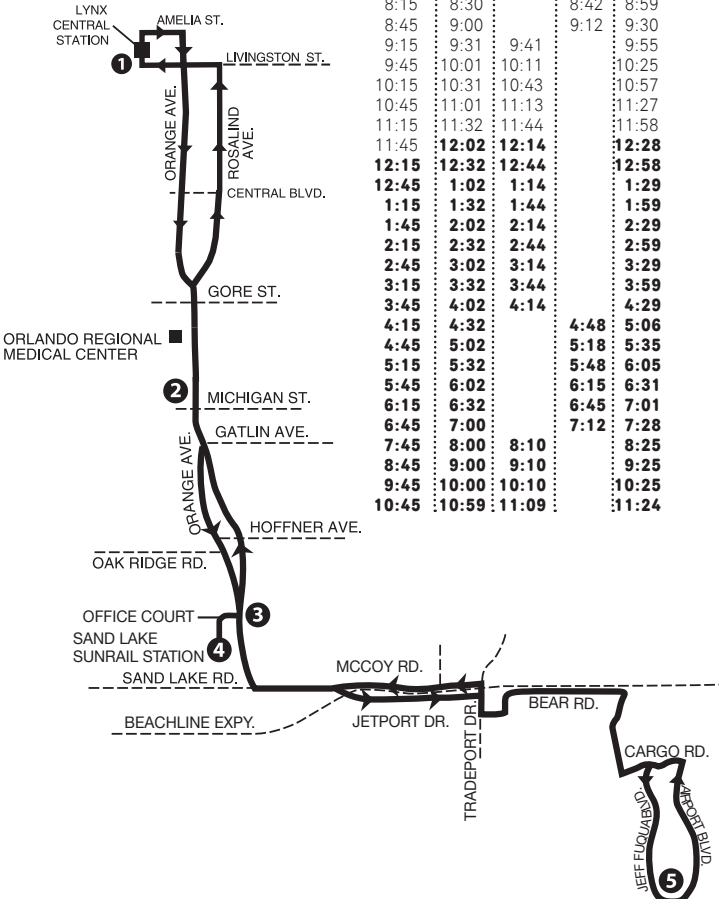 8:15 8:30 8:42 8:59
8:45 9:00 9:12 9:30
9:15 9:31 9:41 9:55
9:45 10:01 10:11 10:25
10:15 10:31 10:43 10:57
10:45 11:01 11:13 11:27
11:15 11:32 11:44 11:58
11:45 12:02 12:14 12:28
12:15 12:32 12:44 12:58
12:45 1:02 1:14 1:29
1:15 1:32 1:44 1:59
1:45 2:02 2:14 2:29
2:15 2:32 2:44 2:59
2:45 3:02 3:14 3:29
3:15 3:32 3:44 3:59
3:45 4:02 4:14 4:29
4:15 4:32 4:48 5:06
4:45 5:02 5:18 5:35
5:15 5:32 5:48 6:05
5:45 6:02 6:15 6:31
6:15 6:32 6:45 7:01
6:45 7:00 7:12 7:28
7:45 8:00 8:10 8:25
8:45 9:00 9:10 9:25
9:45 10:00 10:10 10:25
10:45 10:59 11:09 11:24
LYNX
CENTRAL
STATION
AMELIA ST.
1
LIVINGSTON ST.
ORANGE AVE.
ROSALIND
AVE.
CENTRAL BLVD.
GORE ST.
ORLANDO REGIONAL
MEDICAL CENTER
2
MICHIGAN ST.
GATLIN AVE.
ORANGE AVE.
HOFFNER AVE.
OAK RIDGE RD.
OFFICE COURT
3
SAND LAKE
SUNRAIL STATION
4
SAND LAKE RD.
MCCOY RD.
BEACHLINE EXPY.
JETPORT DR.
TRADEPORT DR.
BEAR RD.
CARGO RD.
JEFF FUQUA BLVD.
AIRPORT BLVD.
5